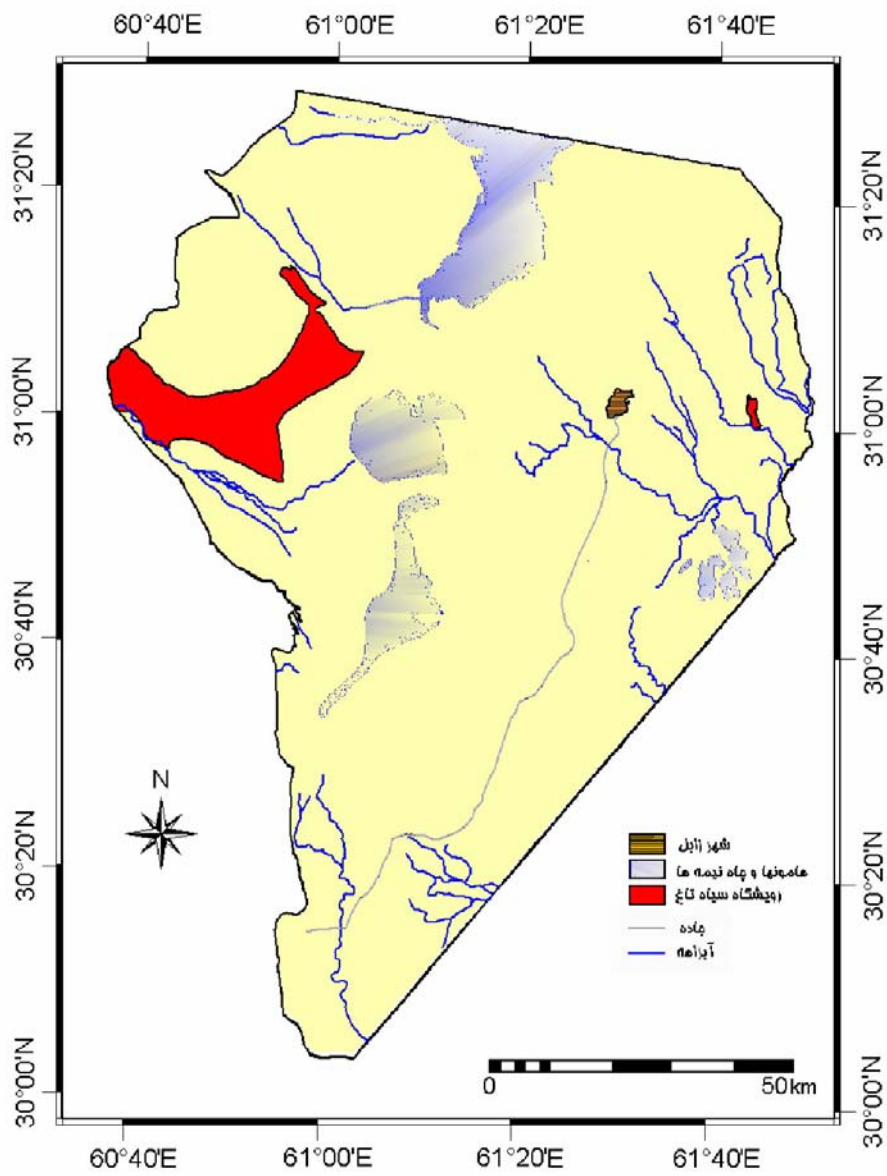 60°40'E 61°00'E 61°20'E 61°40'E
31°20'N
31°20'N
31°00'N
31°00'N
30°40'N
30°40'N
N
شهر زابل
هامونها و چاه نیمه ها
رویشگاه سیاه تاغ
جاده
آبراهه
30°20'N
30°20'N
0 50km
30°00'N
30°00'N
60°40'E 61°00'E 61°20'E 61°40'E